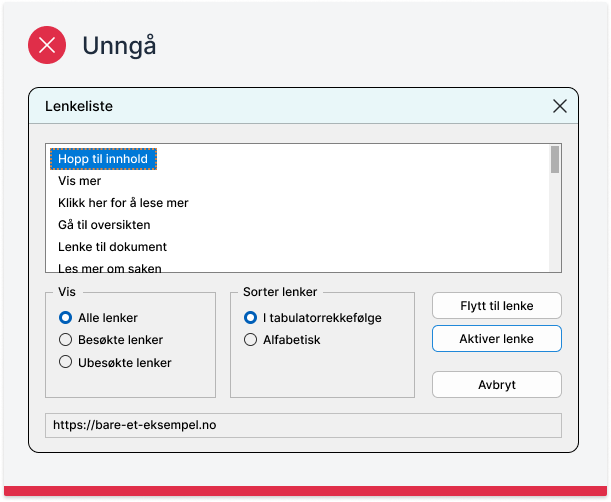 Unngå
Lenkeliste
Hopp til innhold
Vis mer
Klikk her for å lese mer
Gå til oversikten
Lenke til dokument
Les mer om saken
Vis
Alle lenker
Besøkte lenker
Ubesøkte lenker
Sorter lenker
I tabulatorrekkefølge
Alfabetisk
Flytt til lenke
Aktiver lenke
Avbryt
https://bare-et-eksempel.no